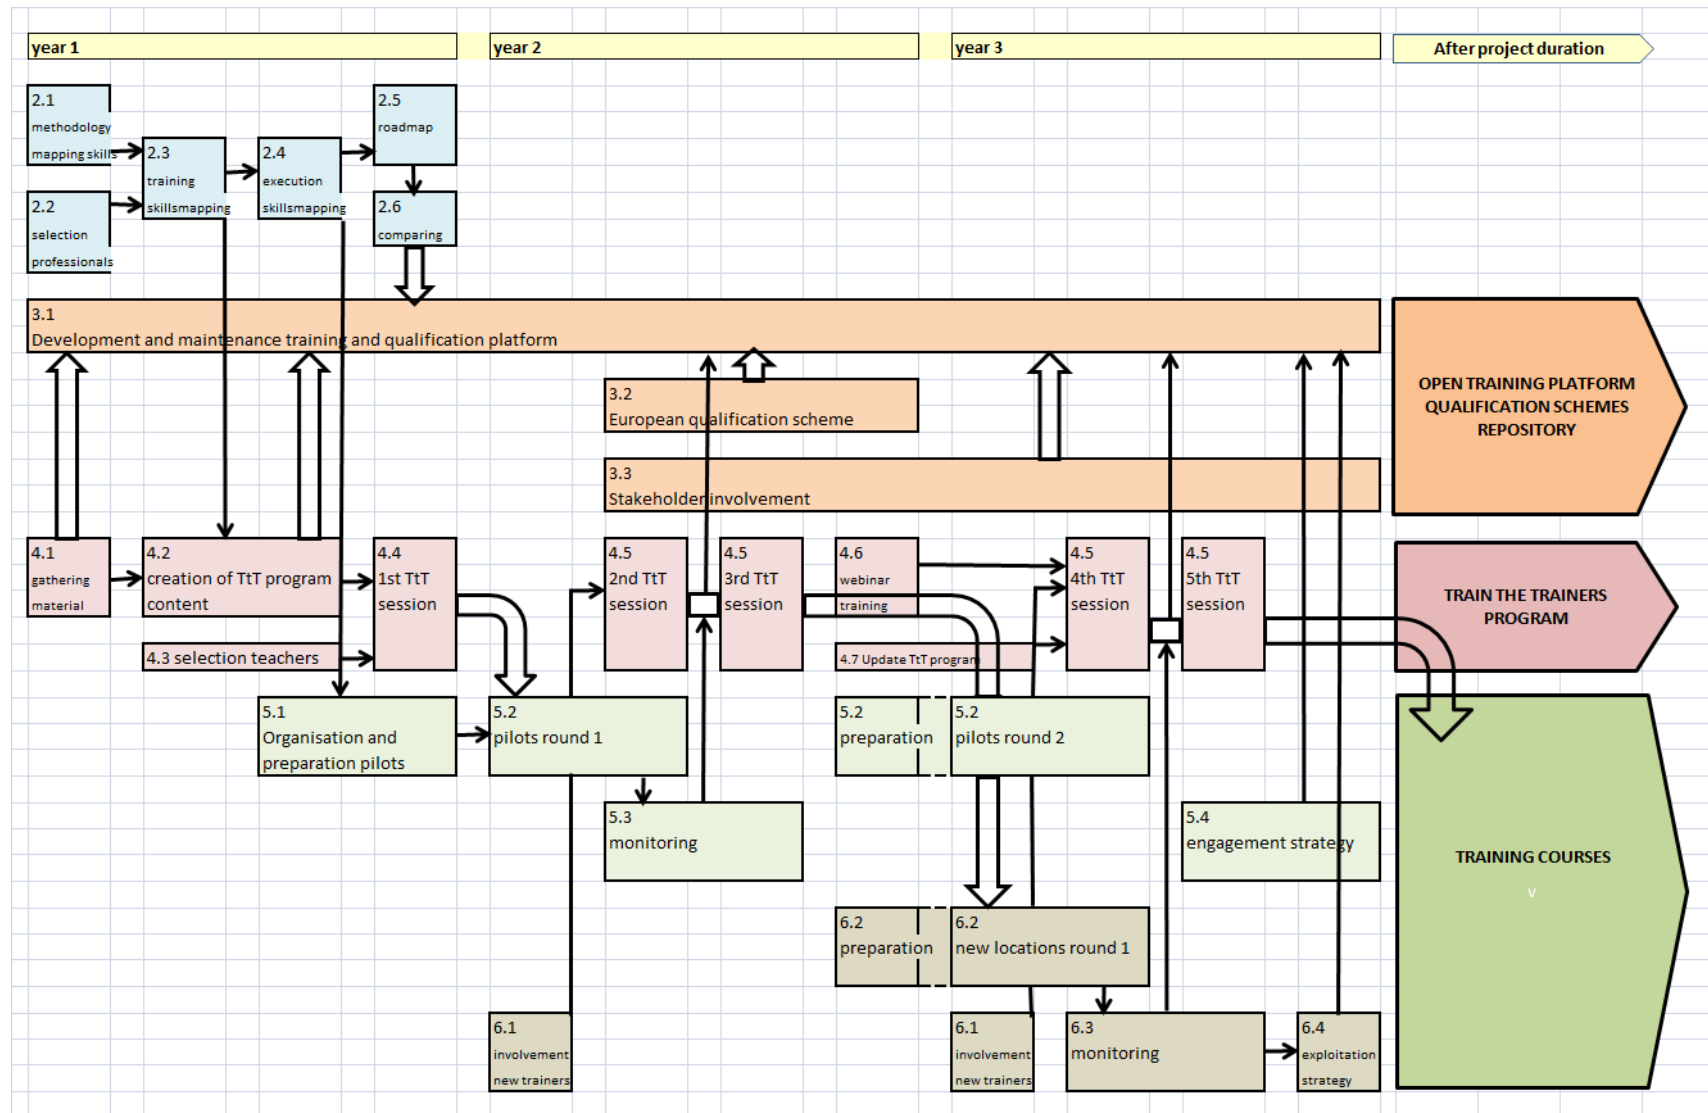 year 1
year 2
year 3
After project duration
2.1
methodology
mapping skills
2.2
selection
professionals
2.3
training
skillsmapping
2.4
execution
skillsmapping
2.5
roadmap
2.6
comparing
3.1
Development and maintenance training and qualification platform
3.2
European qualification scheme
3.3
Stakeholder involvement
OPEN TRAINING PLATFORM
QUALIFICATION SCHEMES
REPOSITORY
4.1
gathering
material
4.2
creation of TtT program
content
4.3 selection teachers
4.4
1st TtT
session
4.5
2nd TtT
session
4.5
3rd TtT
session
4.6
webinar
training
4.7 Update TtT program
4.5
4th TtT
session
4.5
5th TtT
session
TRAIN THE TRAINERS
PROGRAM
5.1
Organisation and
preparation pilots
5.2
pilots round 1
5.2
preparation
5.2
pilots round 2
5.3
monitoring
5.4
engagement strategy
TRAINING COURSES
v
6.2
preparation
6.2
new locations round 1
6.1
involvement
new trainers
6.1
involvement
new trainers
6.3
monitoring
6.4
exploitation
strategy